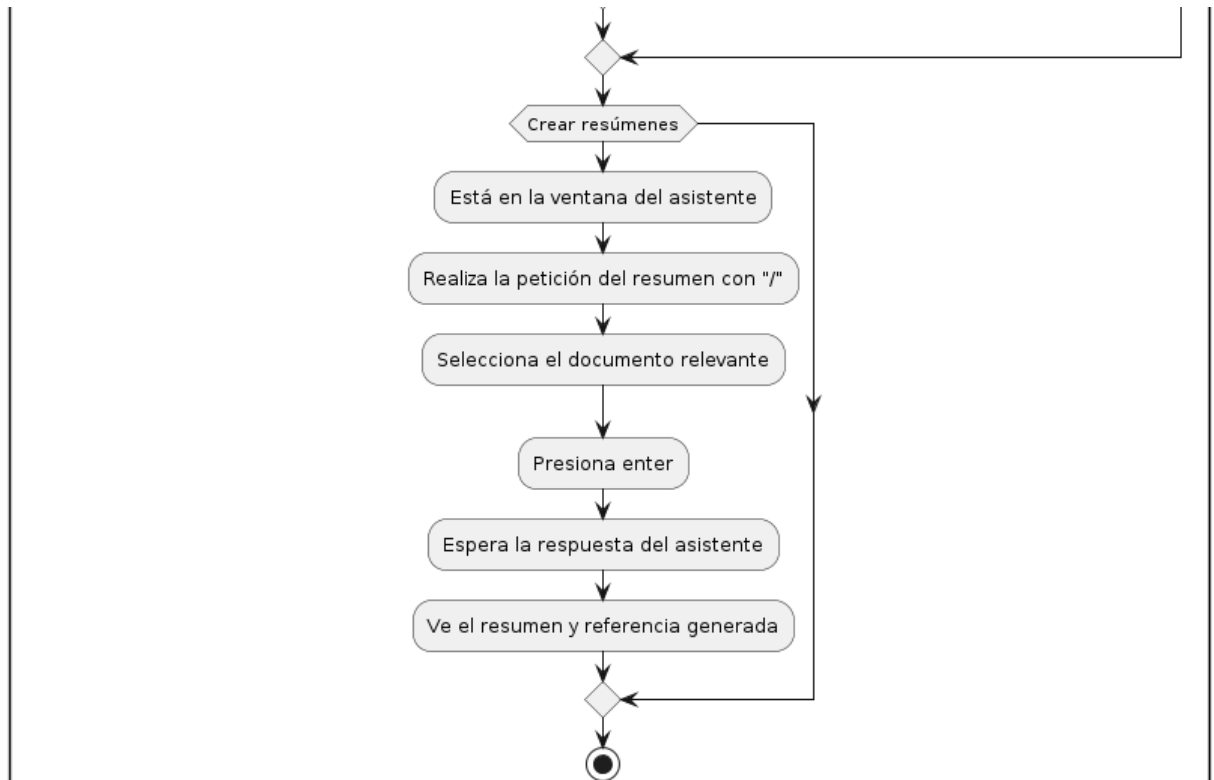 Crear resúmenes
Está en la ventana del asistente
Realiza la petición del resumen con "/"
Selecciona el documento relevante
Presiona enter
Espera la respuesta del asistente
Ve el resumen y referencia generada